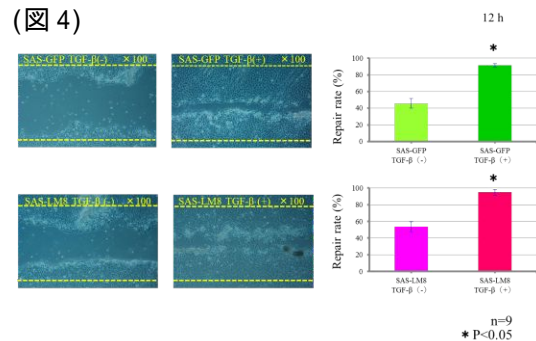 (図 4)
12 h
SAS-GFP TGF-β(-) ×100
SAS-GFP TGF-β(+) ×100
*
Repair rate (%)
100
80
60
40
20
0
SAS-GFP
TGF-β（-）
SAS-GFP
TGF-β（+）
SAS-LM8 TGF-β(-) ×100
SAS-LM8 TGF-β(+) ×100
*
Repair rate (%)
100
80
60
40
20
0
SAS-LM8
TGF-β（-）
SAS-LM8
TGF-β（+）
n=9
* P<0.05